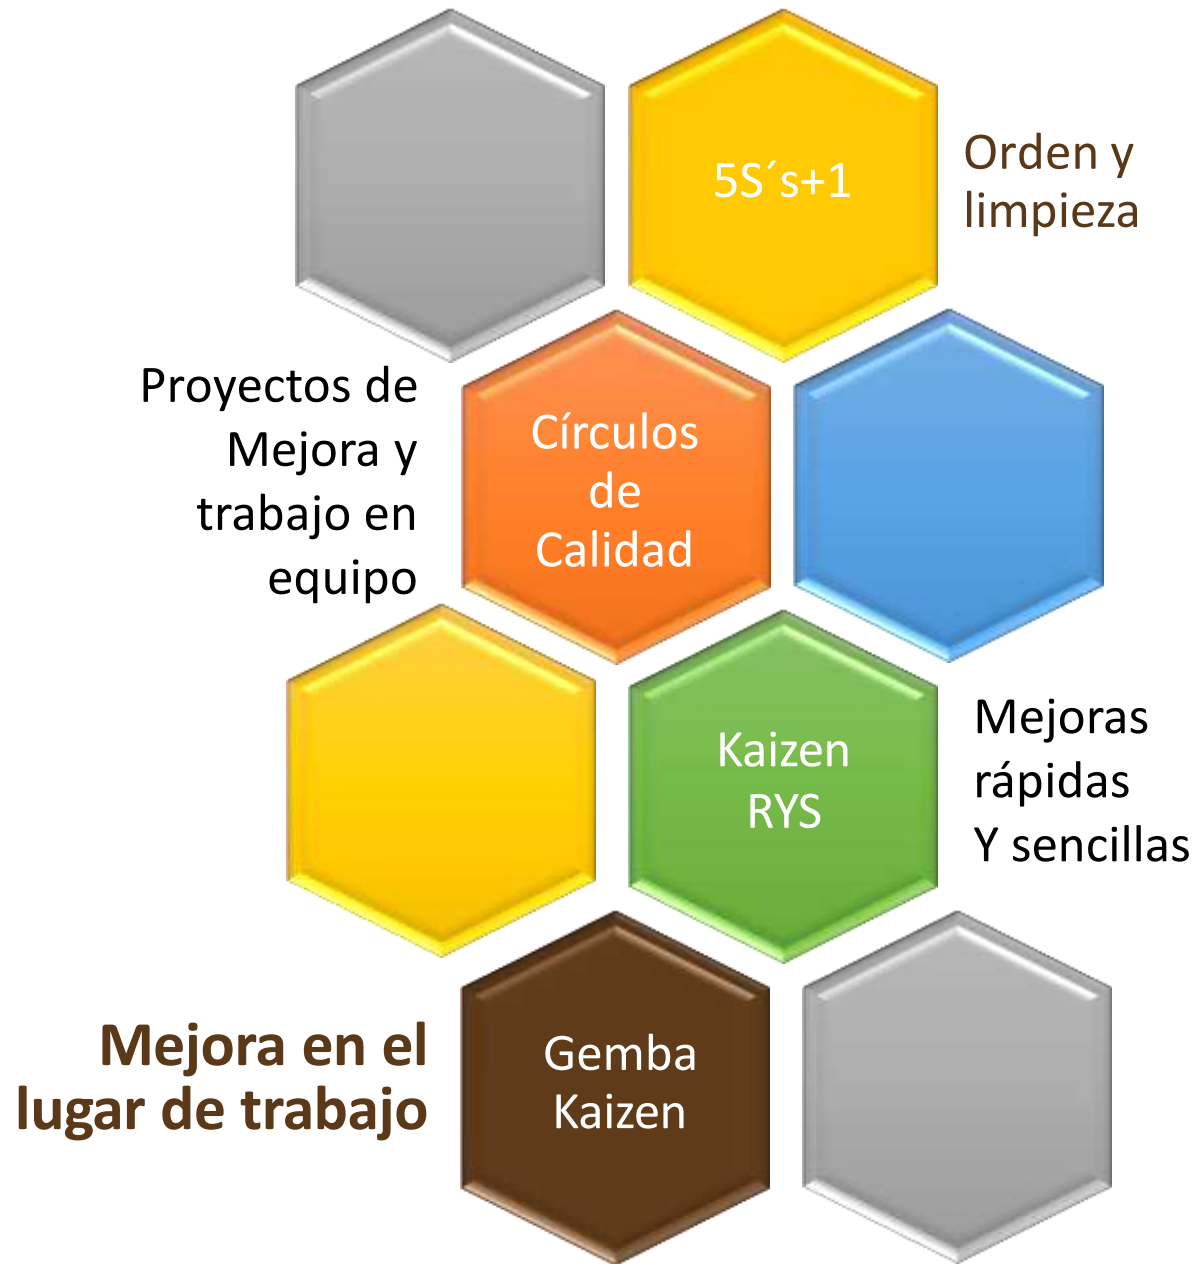 5S´s+1
Orden y
limpieza
Proyectos de
Mejora y
trabajo en
equipo
Círculos
de
Calidad
Kaizen
RYS
Mejoras
rápidas
Y sencillas
Mejora en el
lugar de trabajo
Gemba
Kaizen